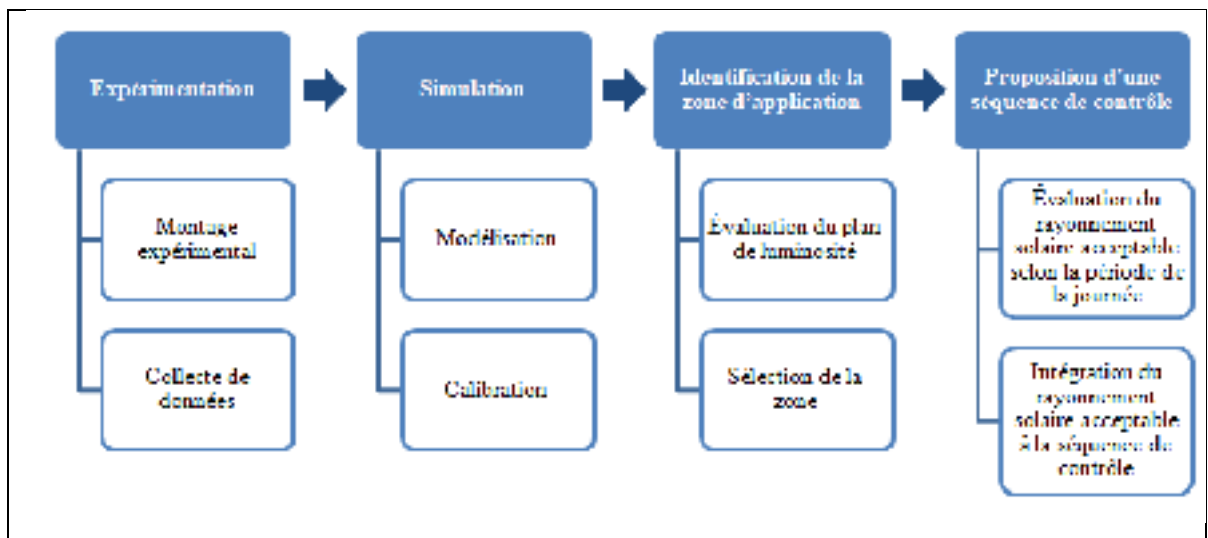 Expérimentation
Montage
expérimental
Collecte de
données
Simulation
Modélisation
Calibration
Identification de la
zone d'application
Évaluation du plan
de luminosité
Sélection de la
zone
Proposition d'une
séquence de contrôle
Évaluation du
rayonnement
solaire acceptable
selon la période de
la journée
Intégration du
rayonnement
solaire acceptable
à la séquence de
contrôle